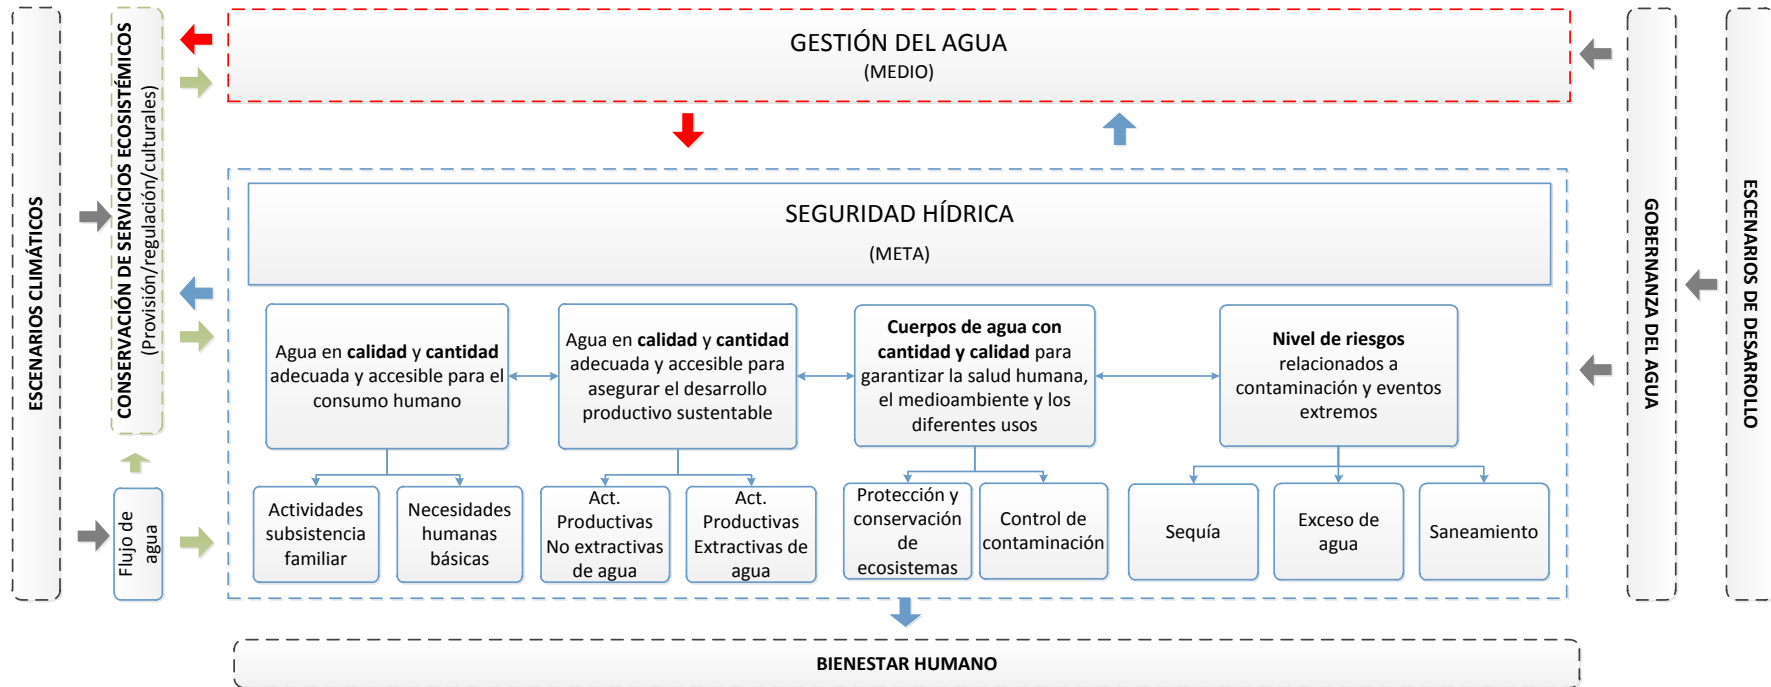 ESCENARIOS CLIMÁTICOS
CONSERVACIÓN DE SERVICIOS ECOSISTÉMICOS
(Provisión/regulación/culturales)
Flujo de
agua
GESTIÓN DEL AGUA
(MEDIO)
SEGURIDAD HÍDRICA
(META)
Agua en calidad y cantidad
adecuada y accesible para el
consumo humano
Agua en calidad y cantidad
adecuada y accesible para
asegurar el desarrollo
productivo sustentable
Cuerpos de agua con
cantidad y calidad para
garantizar la salud humana,
el medioambiente y los
diferentes usos
Nivel de riesgos
relacionados a
contaminación y eventos
extremos
Actividades
subsistencia
familiar
Necesidades
humanas
básicas
Act.
Productivas
No extractivas
de agua
Act.
Productivas
Extractivas de
agua
Protección y
conservación
de
ecosistemas
Control de
contaminación
Sequía
Exceso de
agua
Saneamiento
BIENESTAR HUMANO
GOBERNANZA DEL AGUA
ESCENARIOS DE DESARROLLO